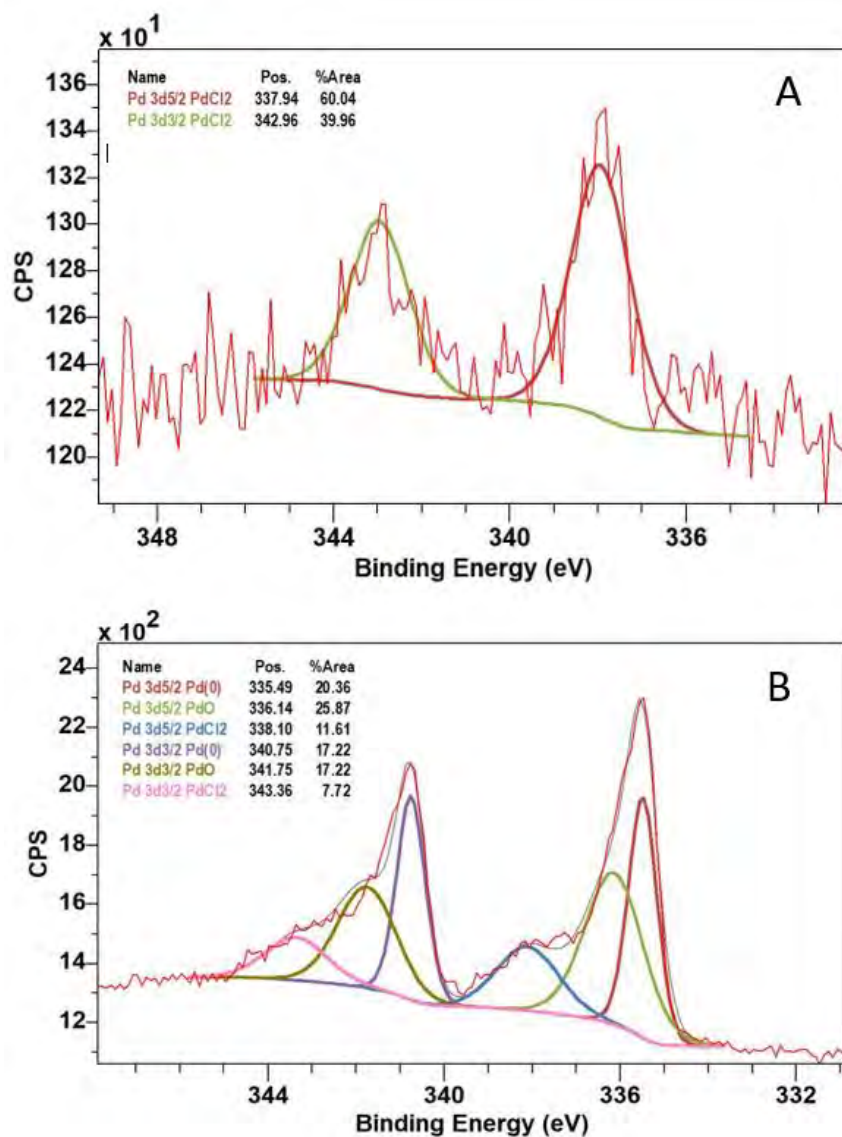 x 10¹
Name Pos. %Area
Pd 3d5/2 PdCl2 337.94 60.04
Pd 3d3/2 PdCl2 342.96 39.96
A
136
134
132
130
128
126
124
122
120
CPS
348 344 340 336
Binding Energy (eV)
x 10²
Name Pos. %Area
Pd 3d5/2 Pd(0) 335.49 20.36
Pd 3d5/2 PdO 336.14 25.87
Pd 3d5/2 PdCl2 338.10 11.61
Pd 3d3/2 Pd(0) 340.75 17.22
Pd 3d3/2 PdO 341.75 17.22
Pd 3d3/2 PdCl2 343.36 7.72
B
24
22
20
18
16
14
12
CPS
344 340 336 332
Binding Energy (eV)